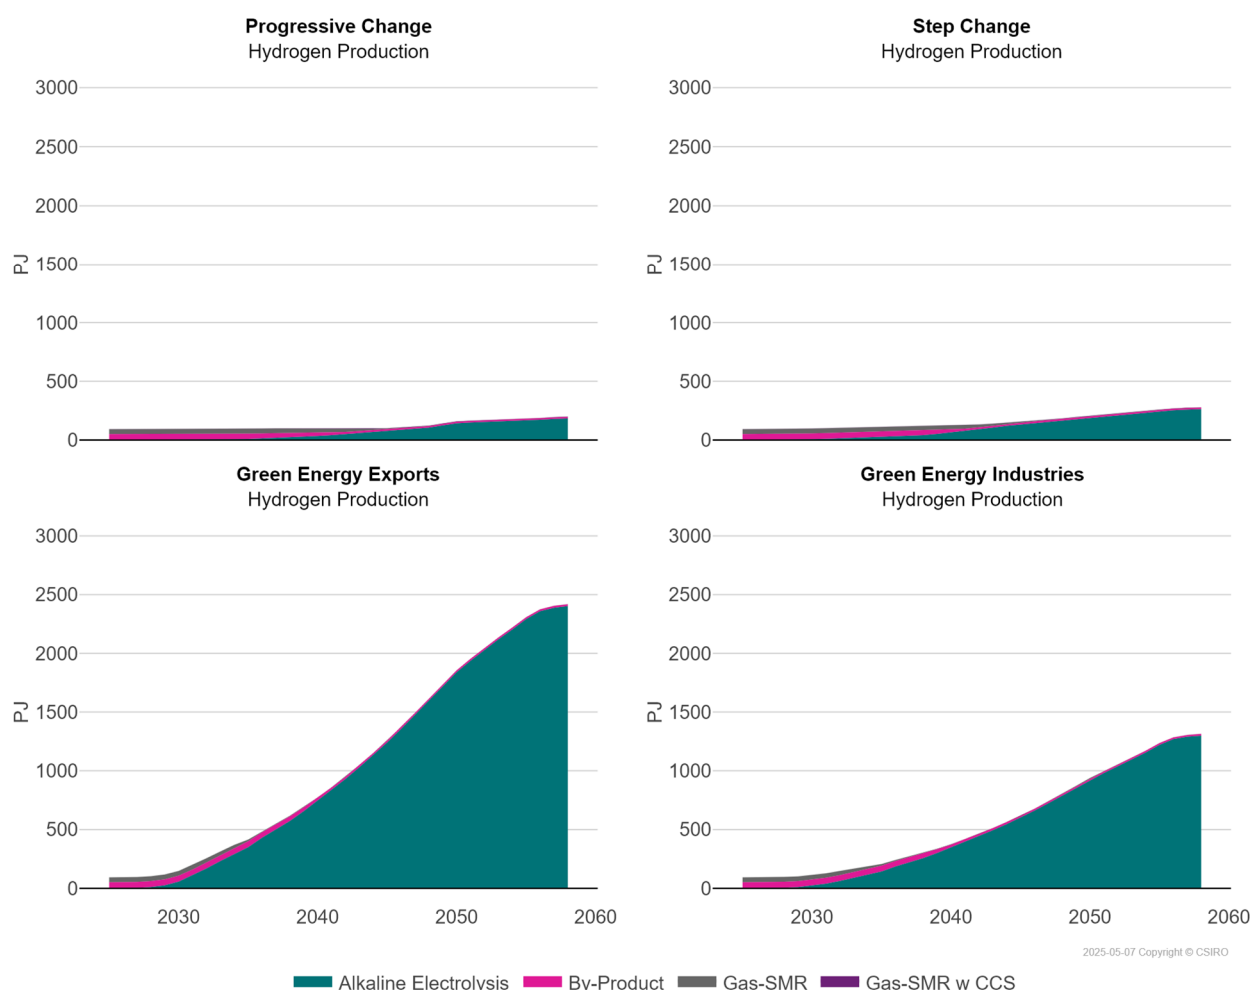 Progressive Change
Hydrogen Production
Step Change
Hydrogen Production
3000
2500
2000
1500
1000
500
0
PJ
3000
2500
2000
1500
1000
500
0
PJ
Green Energy Exports
Hydrogen Production
Green Energy Industries
Hydrogen Production
3000
2500
2000
1500
1000
500
0
PJ
2030 2040 2050 2060
3000
2500
2000
1500
1000
500
0
PJ
2030 2040 2050 2060
2025-05-07 Copyright © CSIRO
Alkaline Electrolvsis Bv-Product Gas-SMR Gas-SMR w CCS